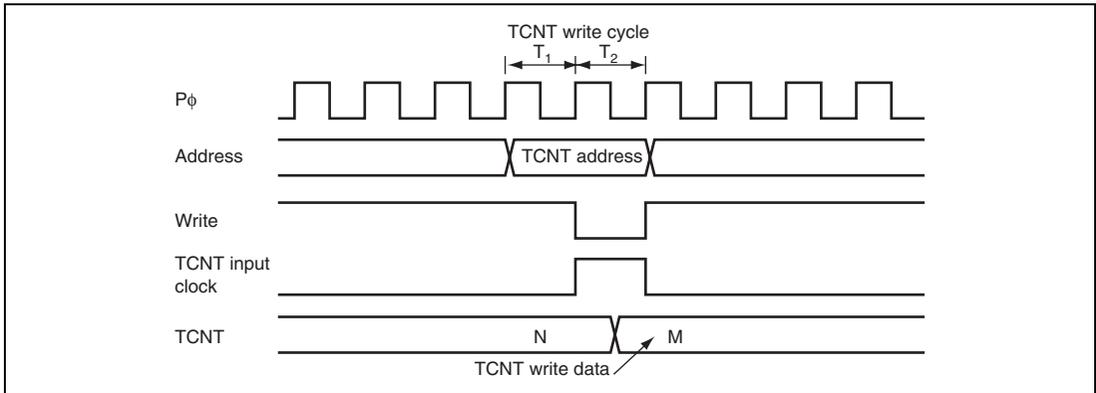 TCNT write cycle
T1 T2
Pφ
Address
TCNT address
Write
TCNT input
clock
TCNT
N
M
TCNT write data